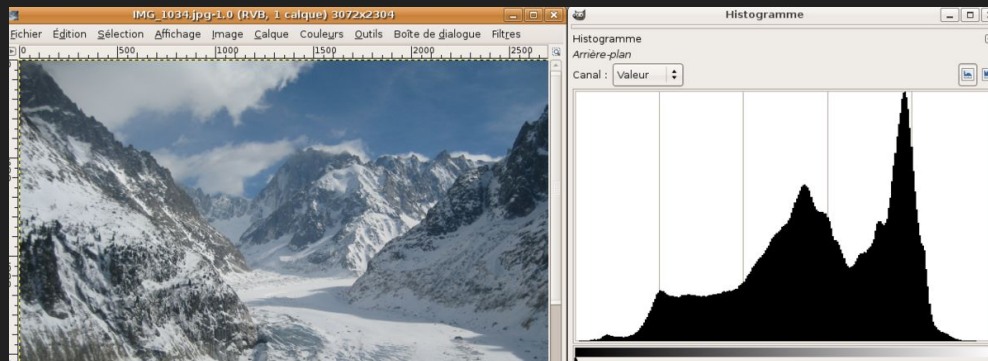 IMG_1034.jpg-1.0 (RVB, 1 calque) 3072x2304
Fichier Édition Sélection Affichage Image Calque Couleurs Outils Boîte de dialogue Filtres
0 500 1000 1500 2000 2500
Histogramme
Histogramme
Arrière-plan
Canal : Valeur